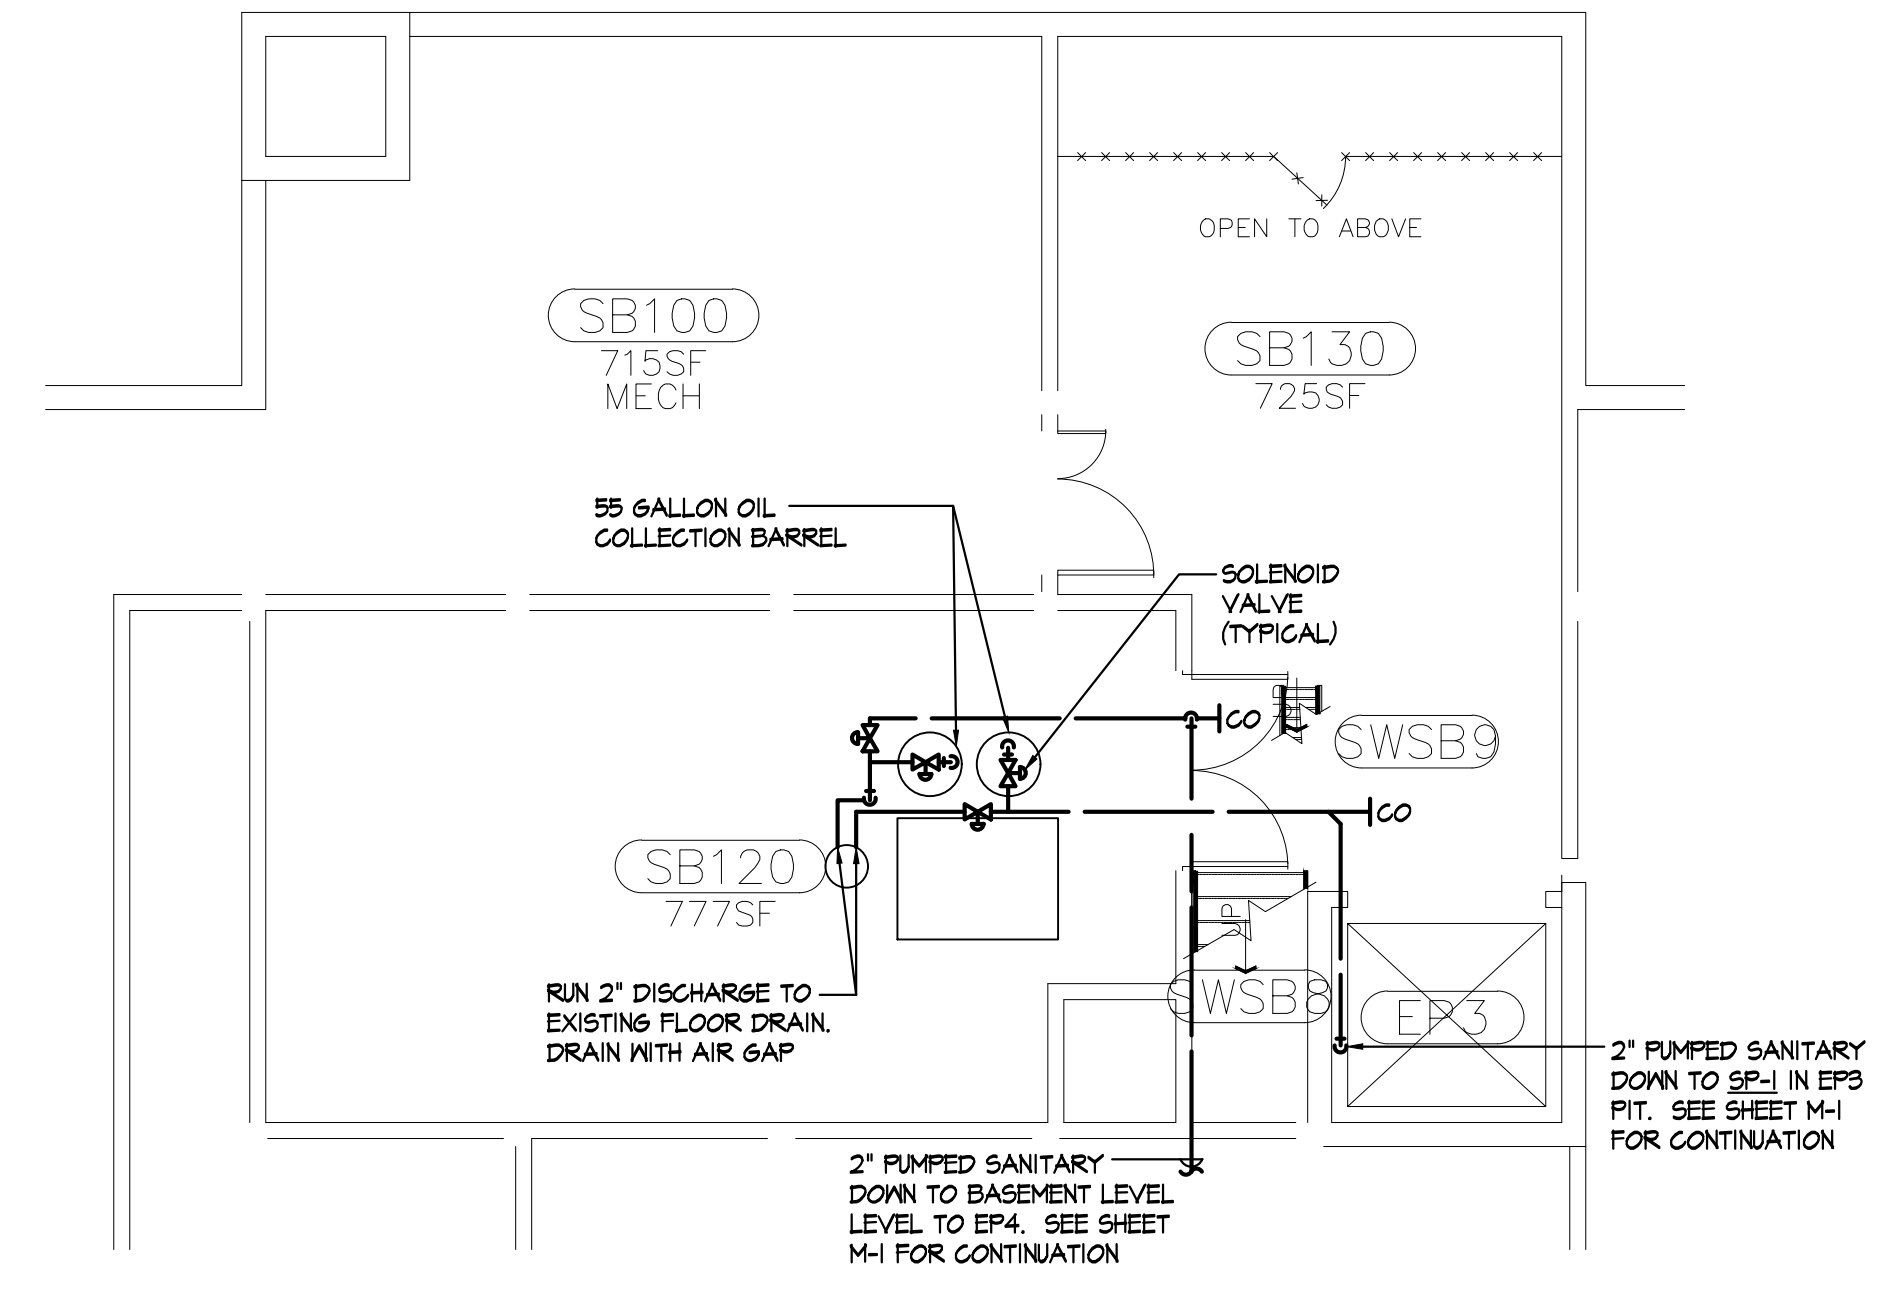 OPEN TO ABOVE
SB100
715SF
MECH
SB130
725SF
55 GALLON OIL
COLLECTION BARREL
SOLENOID
VALVE
(TYPICAL)
CO
SWSB9
CO
SB120
777SF
UP
RUN 2" DISCHARGE TO
EXISTING FLOOR DRAIN.
DRAIN WITH AIR GAP
SWSB8
EP3
2" PUMPED SANITARY
DOWN TO SP-1 IN EP3
PIT. SEE SHEET M-1
FOR CONTINUATION
2" PUMPED SANITARY
DOWN TO BASEMENT LEVEL
LEVEL TO EP4. SEE SHEET
M-1 FOR CONTINUATION